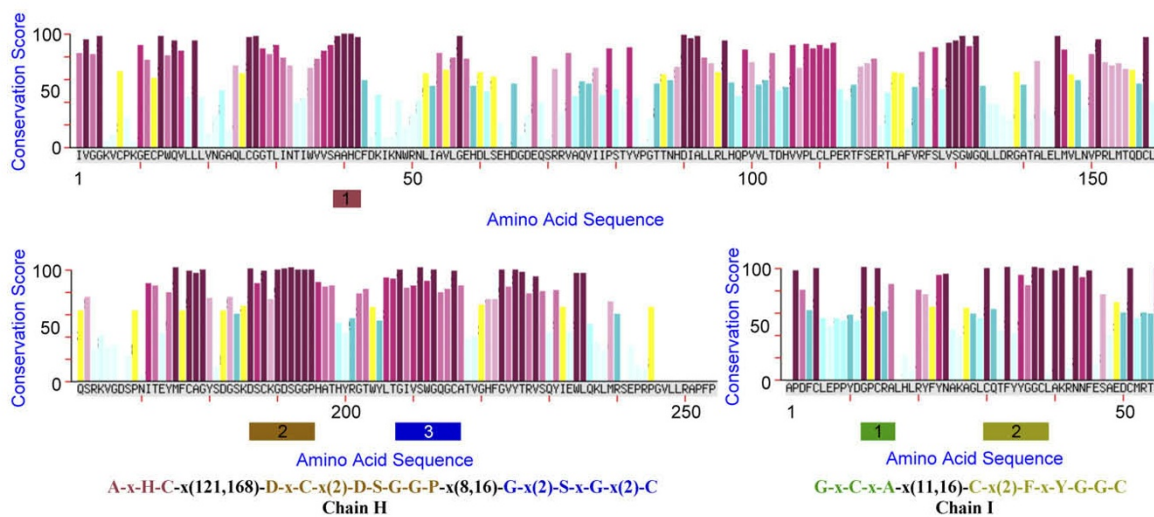 Conservation Score
100
50
0
IVGGKVCPKGECPWQVLLLVNGAQLCGGTLINTIWVVSAAHCFDKIKNWRNLIAVLGEHDLSEHDGDEQSRRVAQVIIPSTYVPGTTNHDIALLRLHQPVVLTDHVVPLCLPERTFSERTLAFVRFSLVSGWGQLLDRGATALELMVLNVPRLMTQDCL
1 50 100 150
1
Amino Acid Sequence
Conservation Score
100
50
0
QSRKVGDSPNITEYMFCAGYSDGSKDSCKGDSGGPHATHYRGTWYLTGIVSWGQGCATVGHFGVYTRVSQYIEWLQKLMRSEPRPGVLLRAPFP
200 250
2 3
Amino Acid Sequence
A-x-H-C-x(121,168)-D-x-C-x(2)-D-S-G-G-P-x(8,16)-G-x(2)-S-x-G-x(2)-C
Chain H
Conservation Score
100
50
0
APDFCLEPPYDGPCRALHLRYFYNAKAGLCQTFYYGGCLAKRNNFESAEDCMRT
1 50
1 2
Amino Acid Sequence
G-x-C-x-A-x(11,16)-C-x(2)-F-x-Y-G-G-C
Chain I